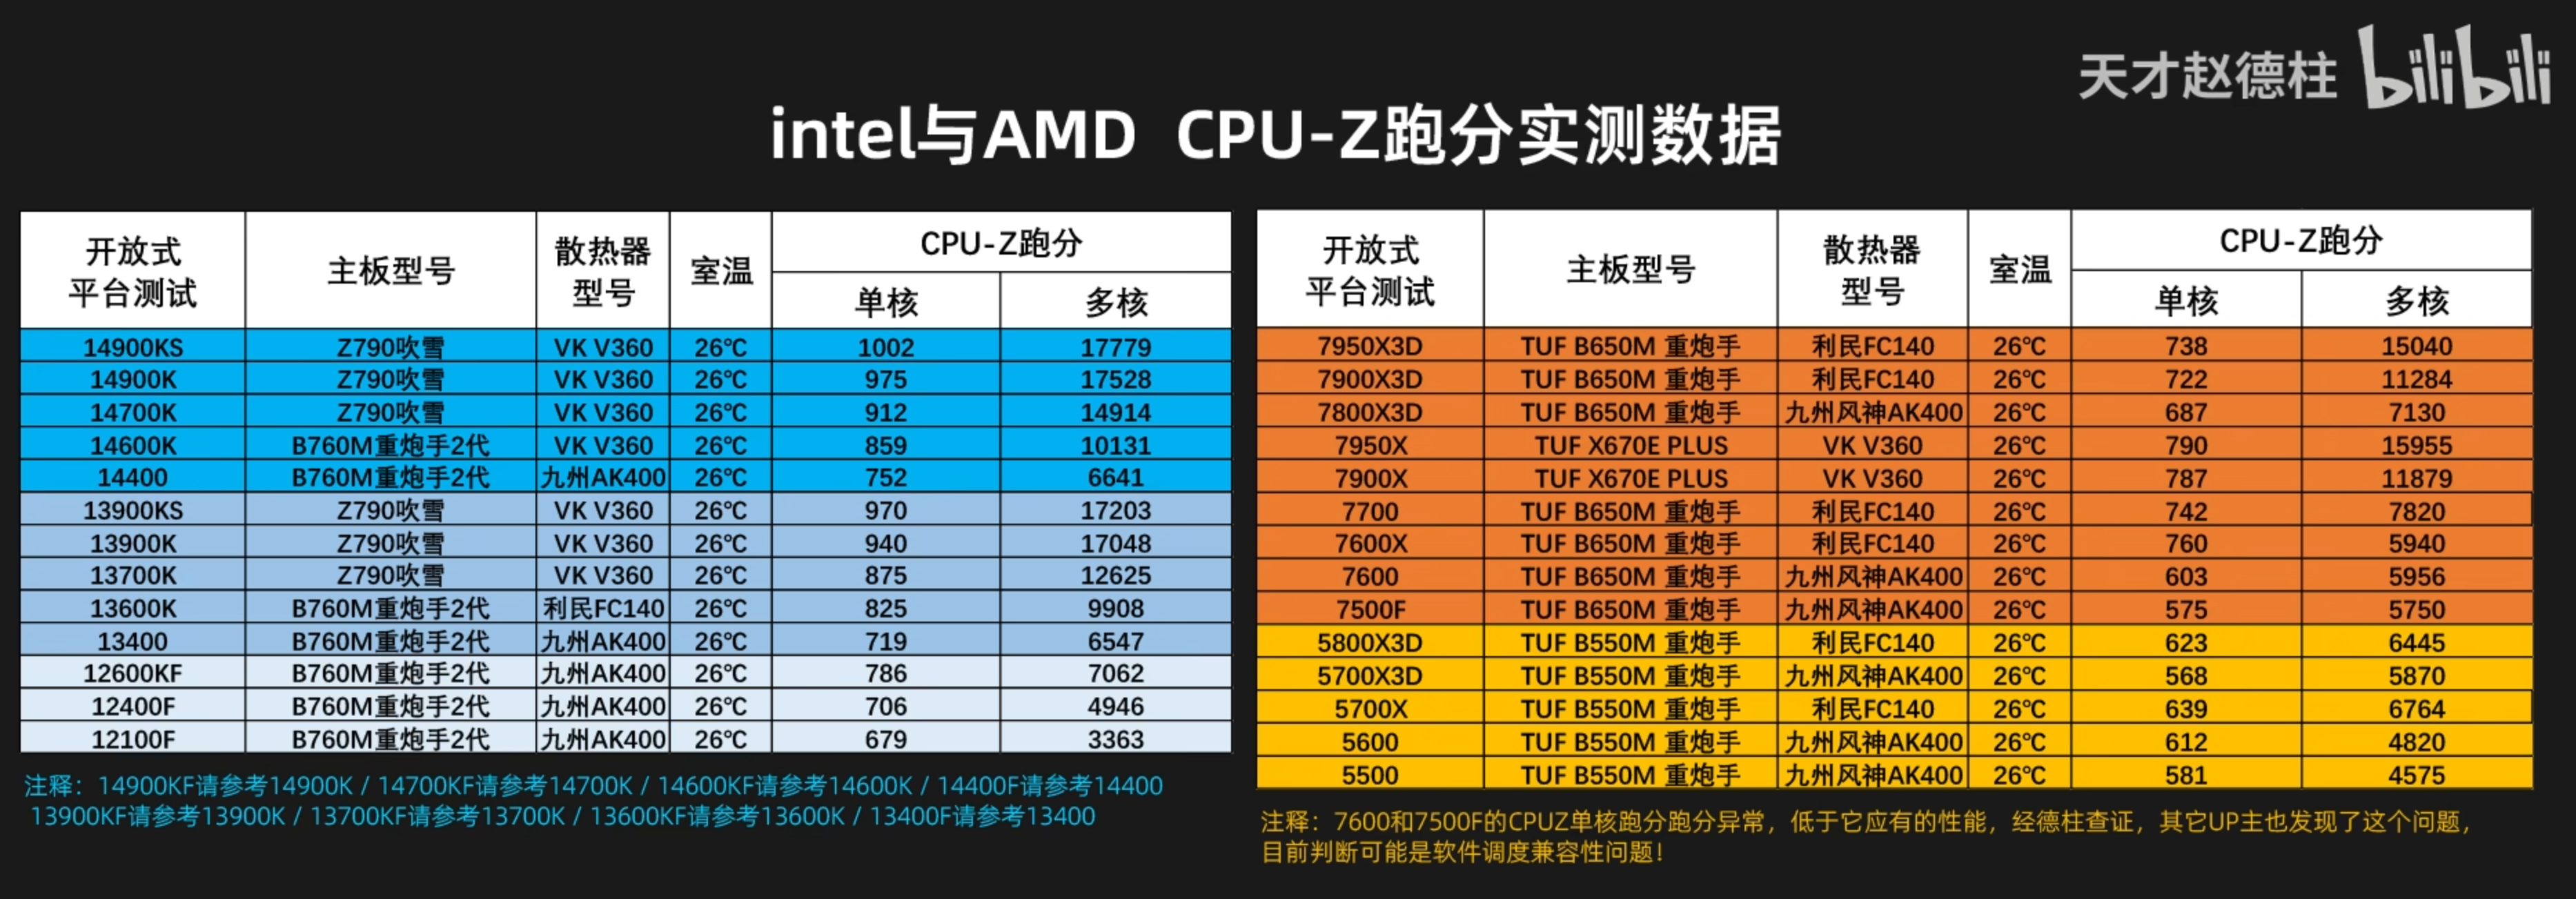 天才赵德柱 bilibili
intel与AMD CPU-Z跑分实测数据
开放式平台测试 主板型号 散热器型号 室温 CPU-Z跑分
单核 多核
14900KS Z790吹雪 VK V360 26℃ 1002 17779
14900K Z790吹雪 VK V360 26℃ 975 17528
14700K Z790吹雪 VK V360 26℃ 912 14914
14600K B760M重炮手2代 VK V360 26℃ 859 10131
14400 B760M重炮手2代 九州AK400 26℃ 752 6641
13900KS Z790吹雪 VK V360 26℃ 970 17203
13900K Z790吹雪 VK V360 26℃ 940 17048
13700K Z790吹雪 VK V360 26℃ 875 12625
13600K B760M重炮手2代 利民FC140 26℃ 825 9908
13400 B760M重炮手2代 九州AK400 26℃ 719 6547
12600KF B760M重炮手2代 九州AK400 26℃ 786 7062
12400F B760M重炮手2代 九州AK400 26℃ 706 4946
12100F B760M重炮手2代 九州AK400 26℃ 679 3363
注释：14900KF请参考14900K / 14700KF请参考14700K / 14600KF请参考14600K / 14400F请参考14400
13900KF请参考13900K / 13700KF请参考13700K / 13600KF请参考13600K / 13400F请参考13400
开放式平台测试 主板型号 散热器型号 室温 CPU-Z跑分
单核 多核
7950X3D TUF B650M 重炮手 利民FC140 26℃ 738 15040
7900X3D TUF B650M 重炮手 利民FC140 26℃ 722 11284
7800X3D TUF B650M 重炮手 九州风神AK400 26℃ 687 7130
7950X TUF X670E PLUS VK V360 26℃ 790 15955
7900X TUF X670E PLUS VK V360 26℃ 787 11879
7700 TUF B650M 重炮手 利民FC140 26℃ 742 7820
7600X TUF B650M 重炮手 利民FC140 26℃ 760 5940
7600 TUF B650M 重炮手 九州风神AK400 26℃ 603 5956
7500F TUF B650M 重炮手 九州风神AK400 26℃ 575 5750
5800X3D TUF B550M 重炮手 利民FC140 26℃ 623 6445
5700X3D TUF B550M 重炮手 九州风神AK400 26℃ 568 5870
5700X TUF B550M 重炮手 利民FC140 26℃ 639 6764
5600 TUF B550M 重炮手 九州风神AK400 26℃ 612 4820
5500 TUF B550M 重炮手 九州风神AK400 26℃ 581 4575
注释：7600和7500F的CPUZ单核跑分跑分异常，低于它应有的性能，经德柱查证，其它UP主也发现了这个问题，
目前判断可能是软件调度兼容性问题！